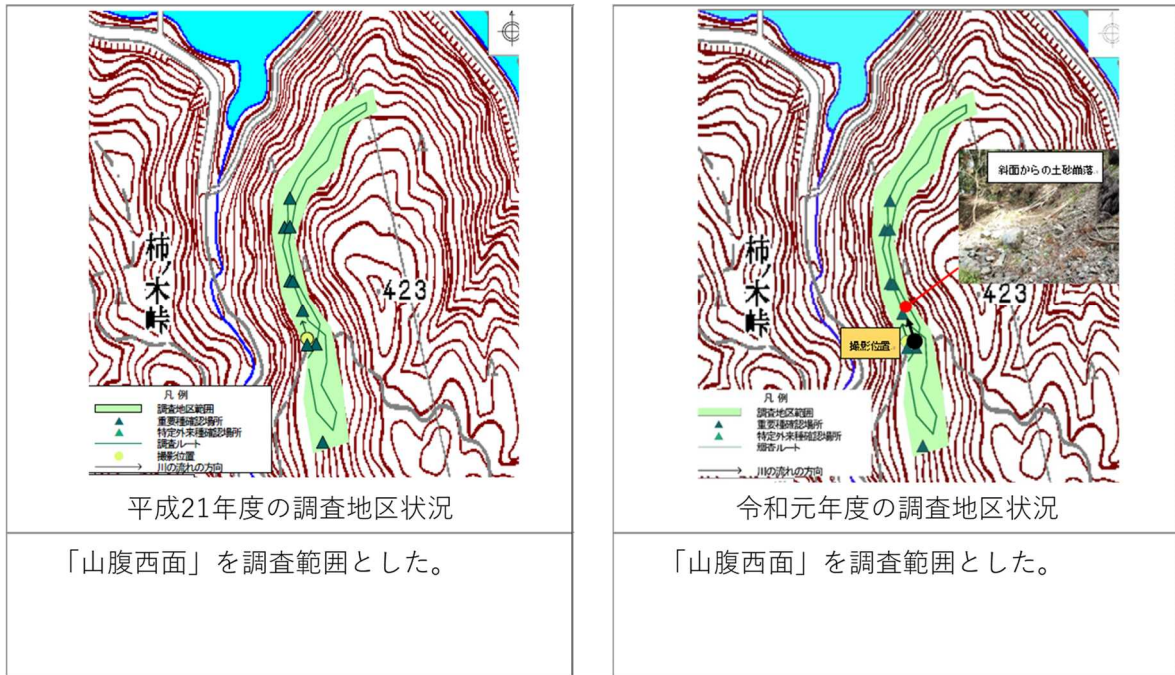 柿ノ木峠
423
凡例
調査地区範囲
重要種確認場所
特定外来種確認場所
調査ルート
撮影位置
川の流れの方向
平成21年度の調査地区状況
「山腹西面」を調査範囲とした。
斜面からの土砂崩落
柿ノ木峠
423
撮影位置
凡例
調査地区範囲
重要種確認場所
特定外来種確認場所
調査ルート
川の流れの方向
令和元年度の調査地区状況
「山腹西面」を調査範囲とした。